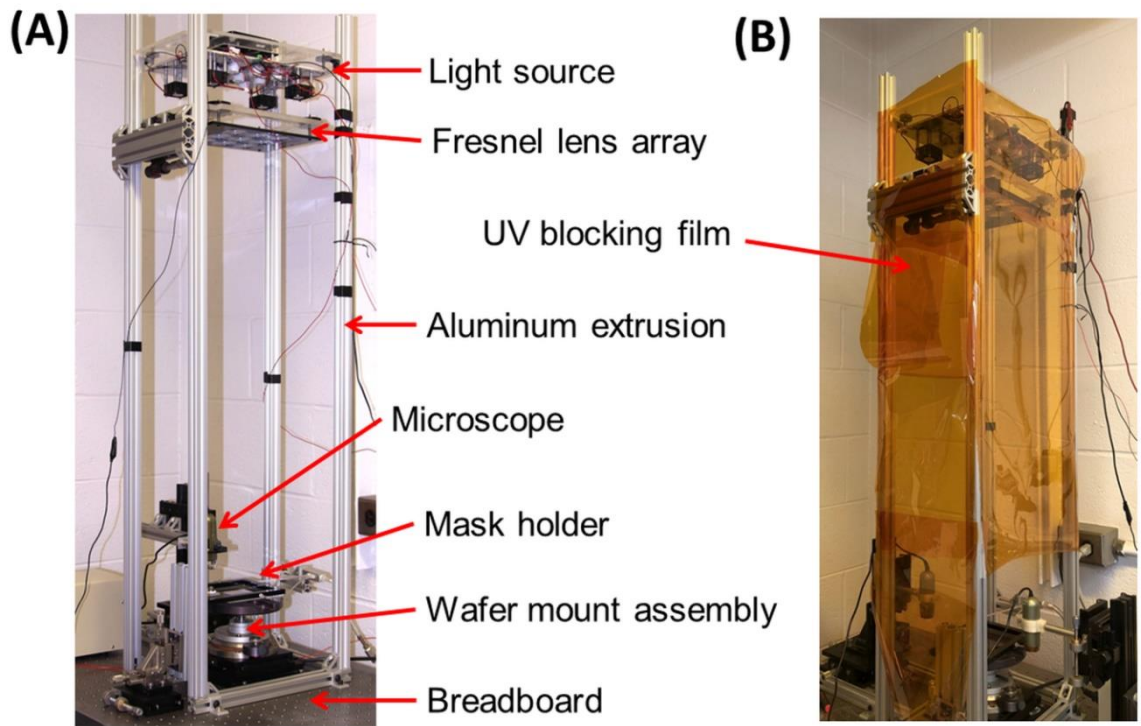 (A)
(B)
Light source
Fresnel lens array
UV blocking film
Aluminum extrusion
Microscope
Mask holder
Wafer mount assembly
Breadboard